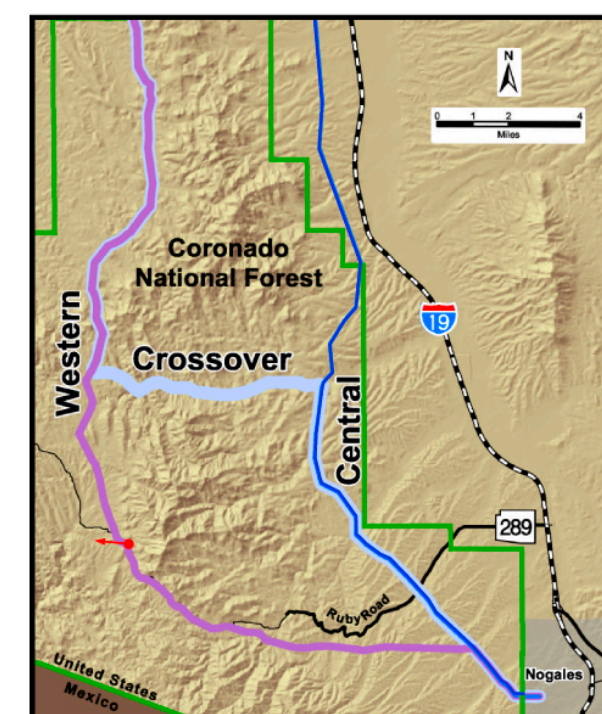 N
0 1 2 4
Miles
Coronado
National Forest
19
Western
Crossover
Central
289
Ruby Road
Nogales
United States
Mexico